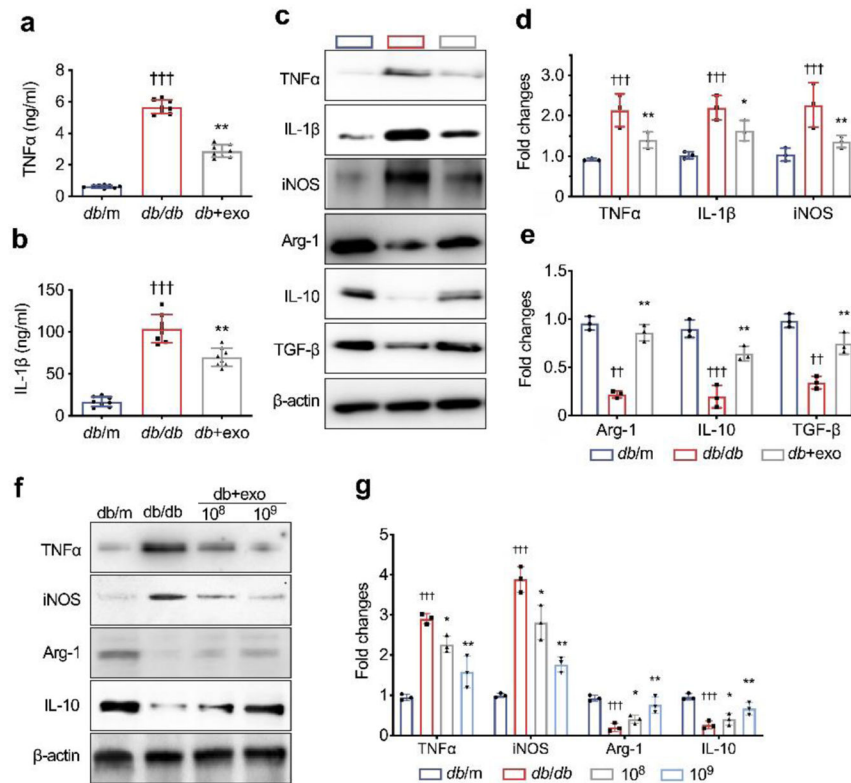 a
TNFα (ng/ml)
8
6
4
2
0
†††
**
db/m db/db db+exo
b
IL-1β (ng/ml)
150
100
50
0
†††
**
db/m db/db db+exo
c
TNFα
IL-1β
iNOS
Arg-1
IL-10
TGF-β
β-actin
d
Fold changes
3.0
2.0
1.0
0
††† ** ††† * ††† **
TNFα IL-1β iNOS
e
Fold changes
1.0
0.5
0
†† ** ††† ** †† **
Arg-1 IL-10 TGF-β
db/m db/db db+exo
f
db+exo
db/m db/db 10⁸ 10⁹
TNFα
iNOS
Arg-1
IL-10
β-actin
g
Fold changes
5
4
3
2
1
0
††† * ** ††† * ** ††† * ** ††† * **
TNFα iNOS Arg-1 IL-10
db/m db/db 10⁸ 10⁹